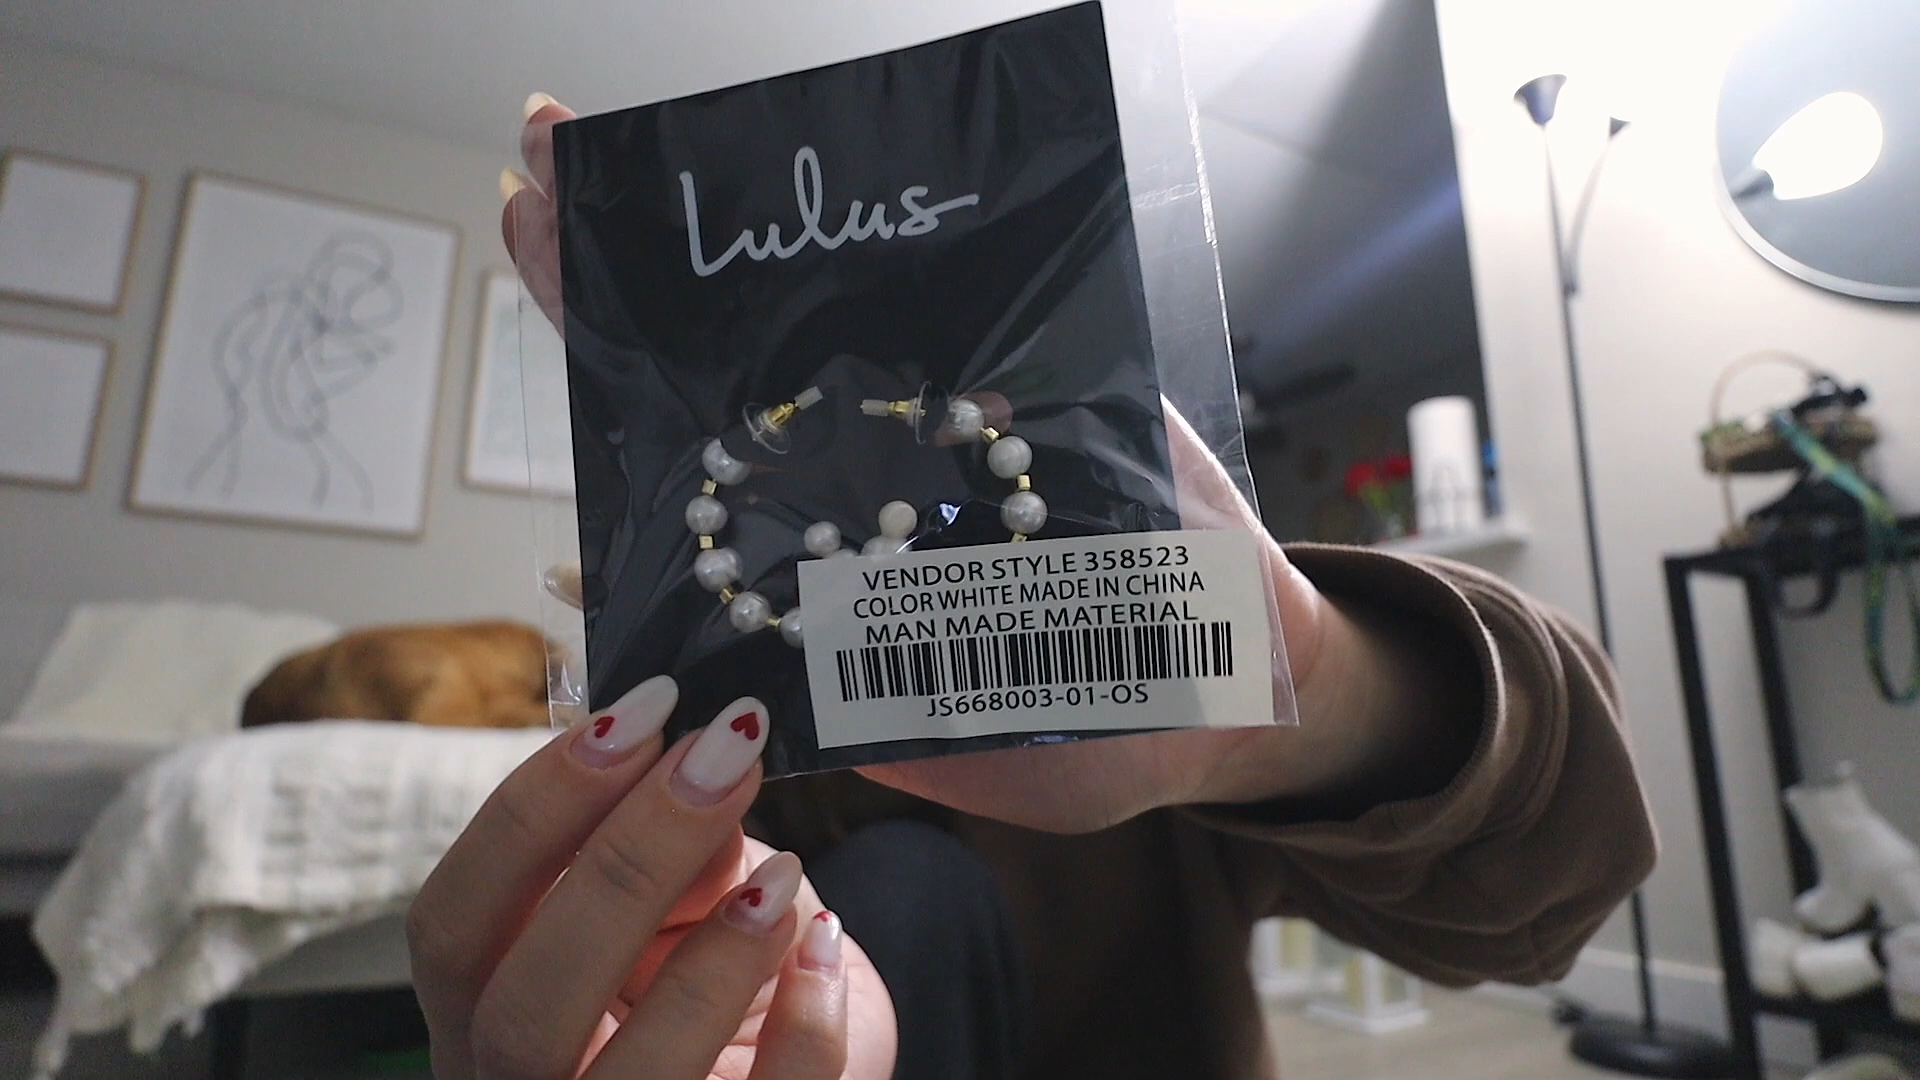 Lulus
VENDOR STYLE 358523
COLOR WHITE MADE IN CHINA
MAN MADE MATERIAL
JS668003-01-OS